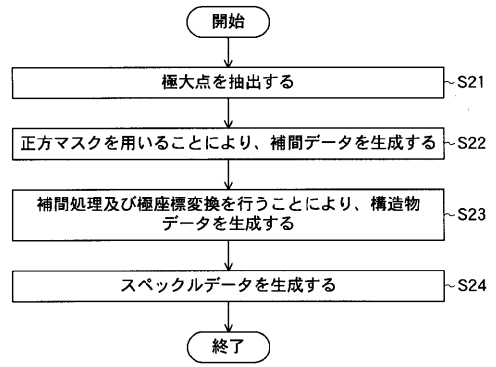 開始
極大点を抽出する
S21
正方マスクを用いることにより、補間データを生成する
S22
補間処理及び極座標変換を行うことにより、構造物
データを生成する
S23
スペックルデータを生成する
S24
終了